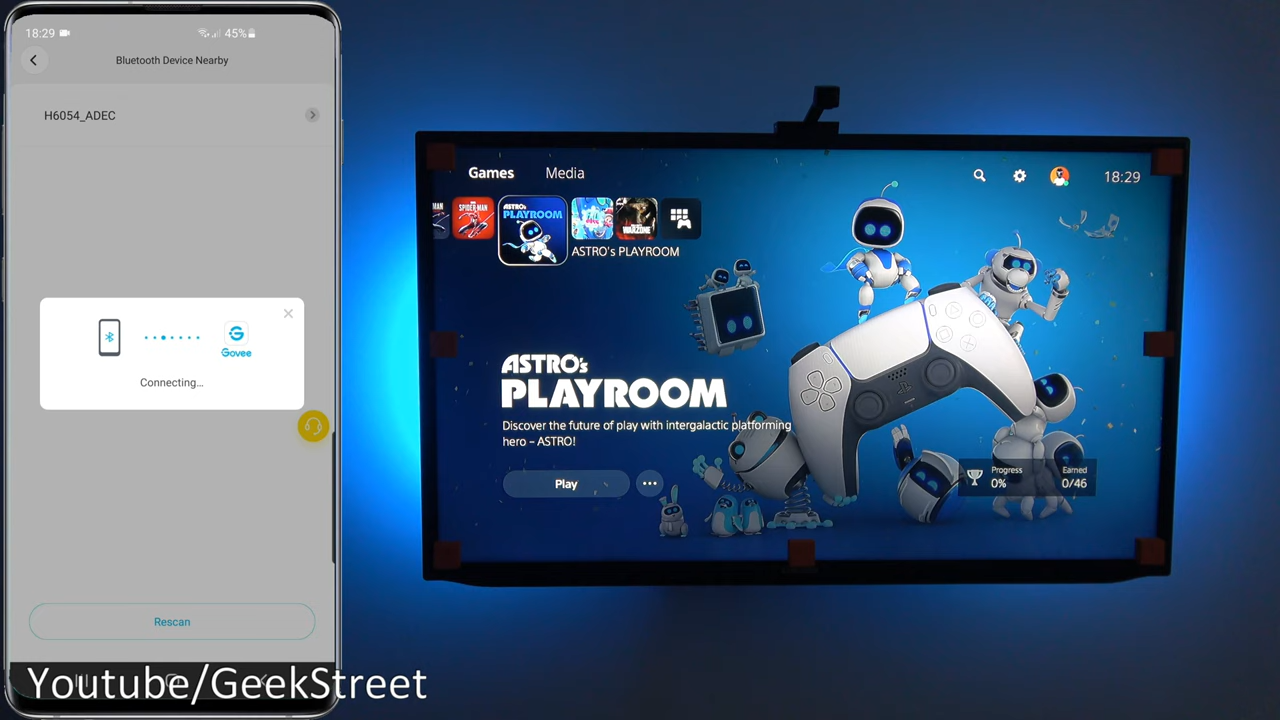 18:29
45%
Bluetooth Device Nearby
H6054_ADEC
Govee
Connecting...
Rescan
Games
Media
18:29
SPIDER-MAN
ASTRO's
PLAYROOM
WARZONE
ASTRO's PLAYROOM
ASTRO's
PLAYROOM
Discover the future of play with intergalactic platforming
hero – ASTRO!
Play
Progress
0%
Earned
0/46
Youtube/GeekStreet